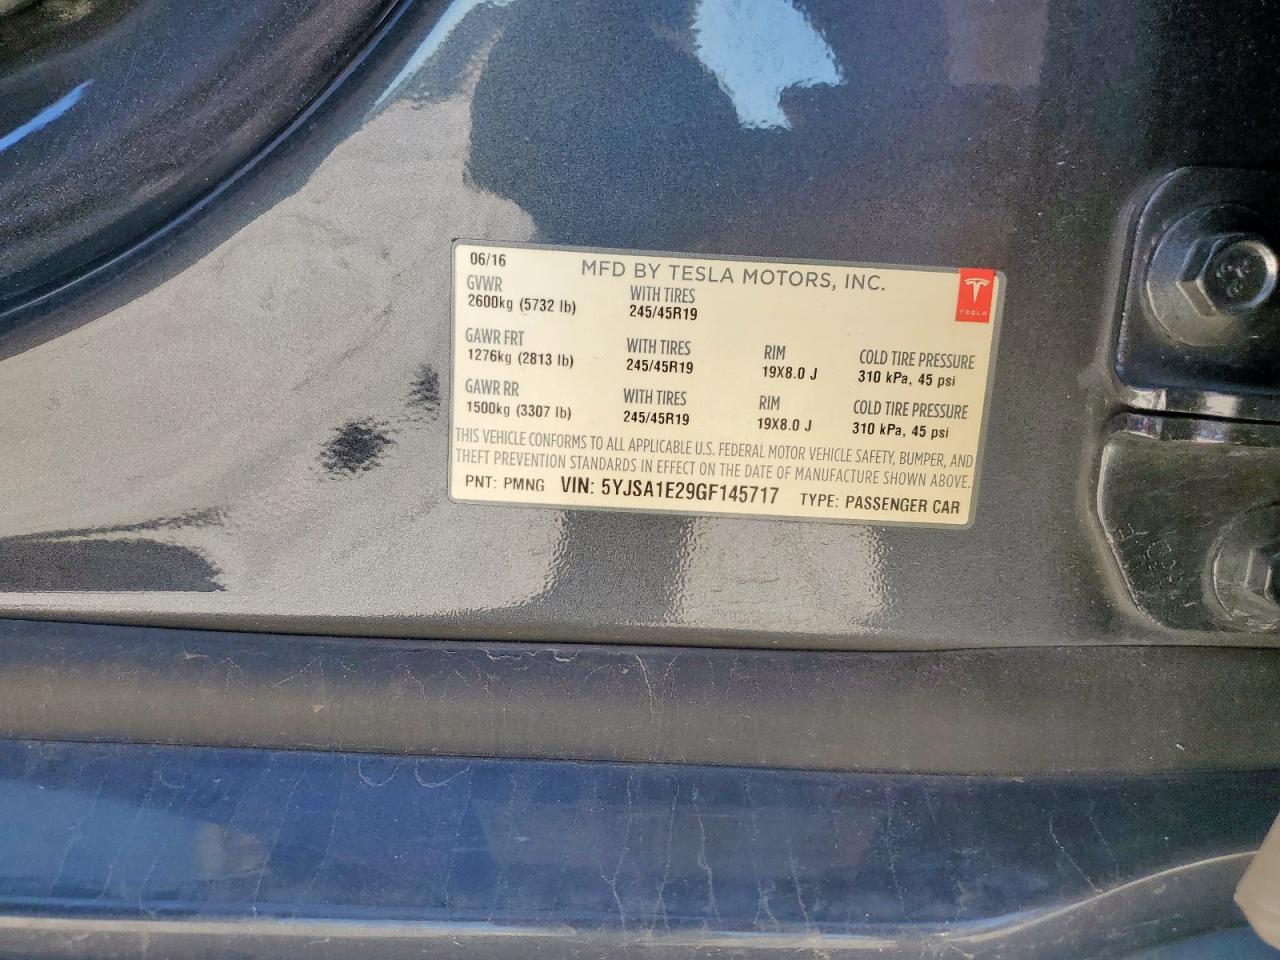 06/16 MFD BY TESLA MOTORS, INC.
TESLA
GVWR WITH TIRES
2600kg (5732 lb) 245/45R19
GAWR FRT WITH TIRES RIM COLD TIRE PRESSURE
1276kg (2813 lb) 245/45R19 19X8.0 J 310 kPa, 45 psi
GAWR RR WITH TIRES RIM COLD TIRE PRESSURE
1500kg (3307 lb) 245/45R19 19X8.0 J 310 kPa, 45 psi
THIS VEHICLE CONFORMS TO ALL APPLICABLE U.S. FEDERAL MOTOR VEHICLE SAFETY, BUMPER, AND
THEFT PREVENTION STANDARDS IN EFFECT ON THE DATE OF MANUFACTURE SHOWN ABOVE.
PNT: PMNG VIN: 5YJSA1E29GF145717 TYPE: PASSENGER CAR